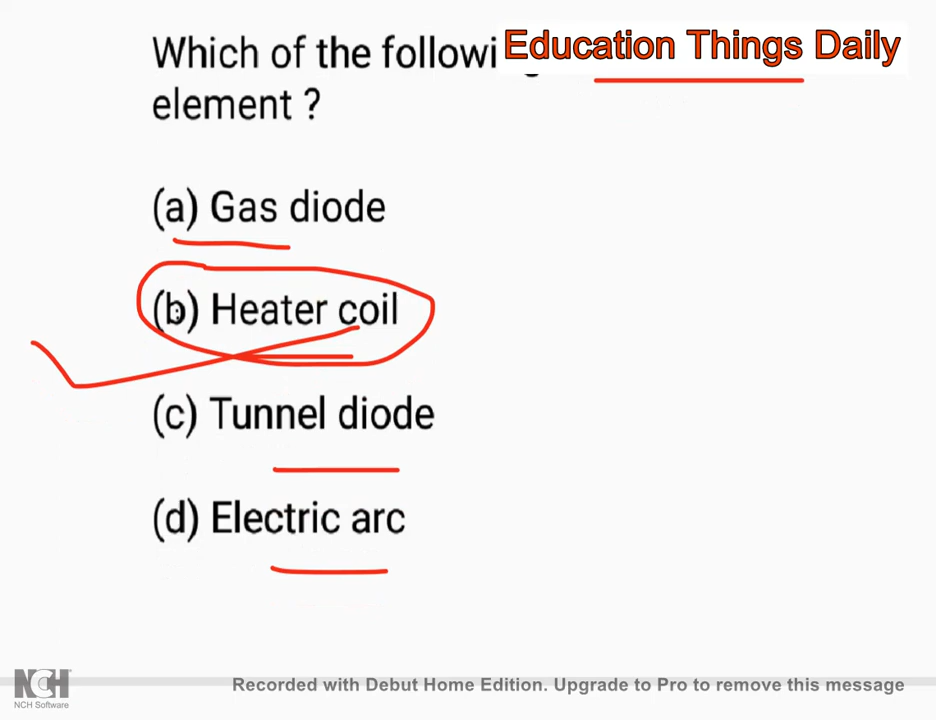 Which of the followi
Education Things Daily
element ?
(a) Gas diode
(b) Heater coil
(c) Tunnel diode
(d) Electric arc
NCH
NCH Software
Recorded with Debut Home Edition. Upgrade to Pro to remove this message